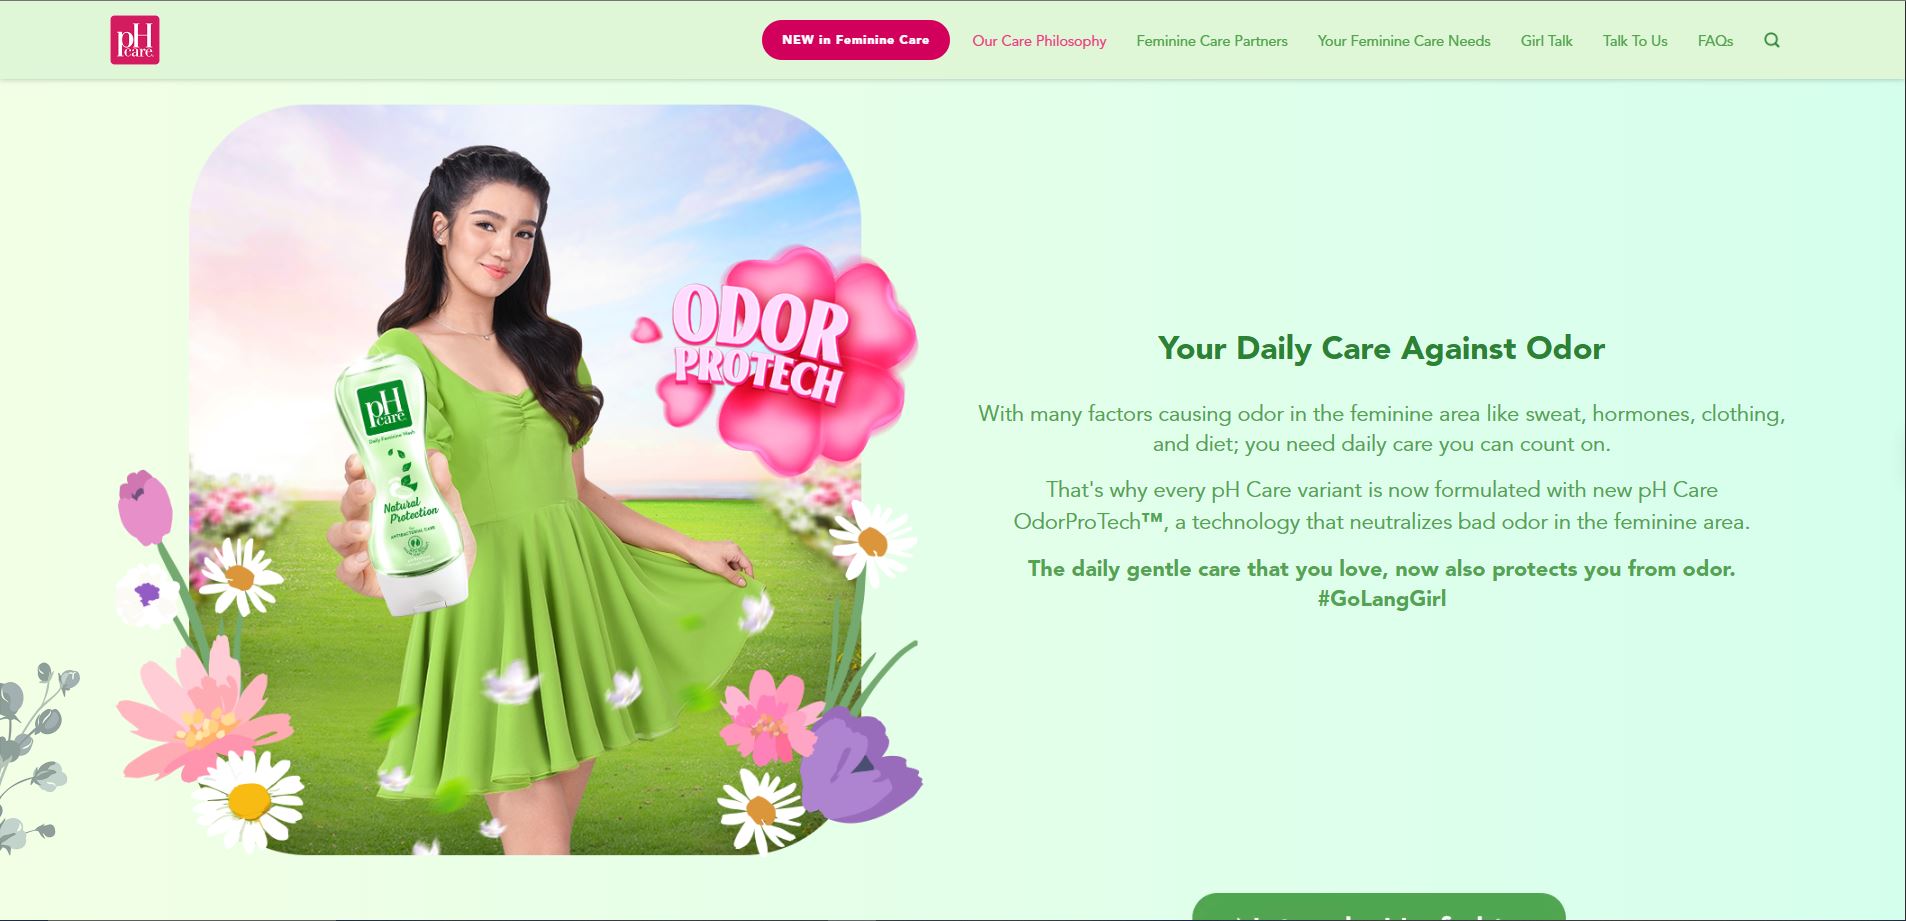 pH
care
NEW in Feminine Care
Our Care Philosophy
Feminine Care Partners
Your Feminine Care Needs
Girl Talk
Talk To Us
FAQs
ODOR
PROTECH
pH
care
Daily Feminine Wash
Natural
Protection
ANTIBACTERIAL CARE
Your Daily Care Against Odor
With many factors causing odor in the feminine area like sweat, hormones, clothing,
and diet; you need daily care you can count on.
That's why every pH Care variant is now formulated with new pH Care
OdorProTech™, a technology that neutralizes bad odor in the feminine area.
The daily gentle care that you love, now also protects you from odor.
#GoLangGirl